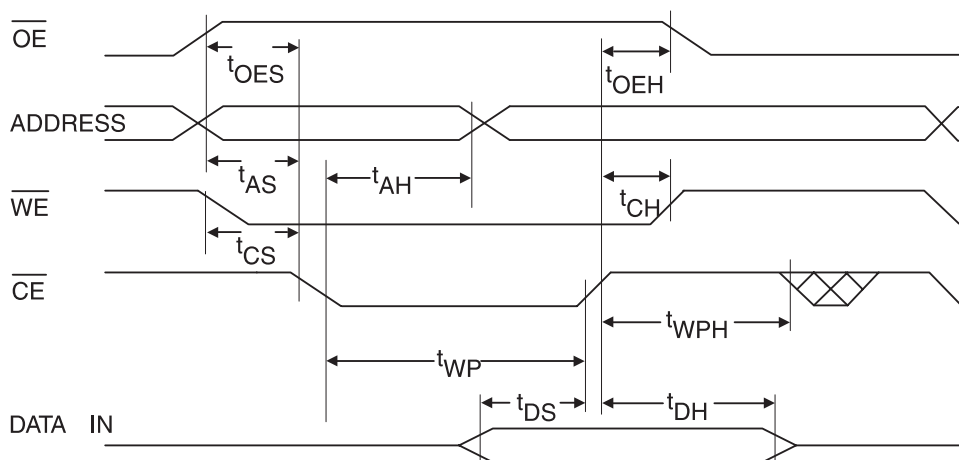 OE
tOES
tOEH
ADDRESS
tAS
tAH
tCH
WE
tCS
CE
tWPH
tWP
tDS
tDH
DATA IN